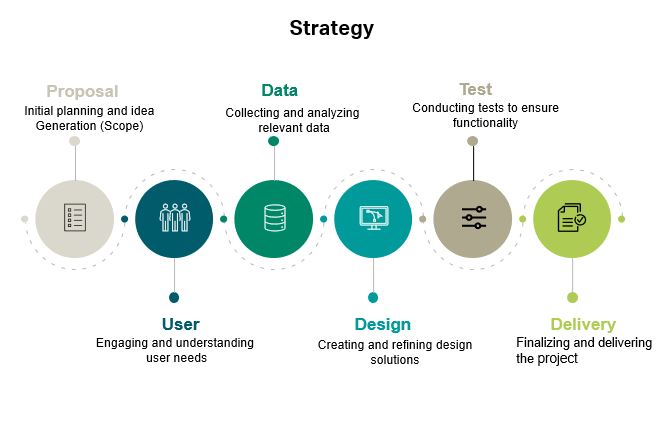 Strategy
Proposal
Initial planning and idea
Generation (Scope)
Data
Collecting and analyzing
relevant data
Test
Conducting tests to ensure
functionality
User
Engaging and understanding
user needs
Design
Creating and refining design
solutions
Delivery
Finalizing and delivering
the project